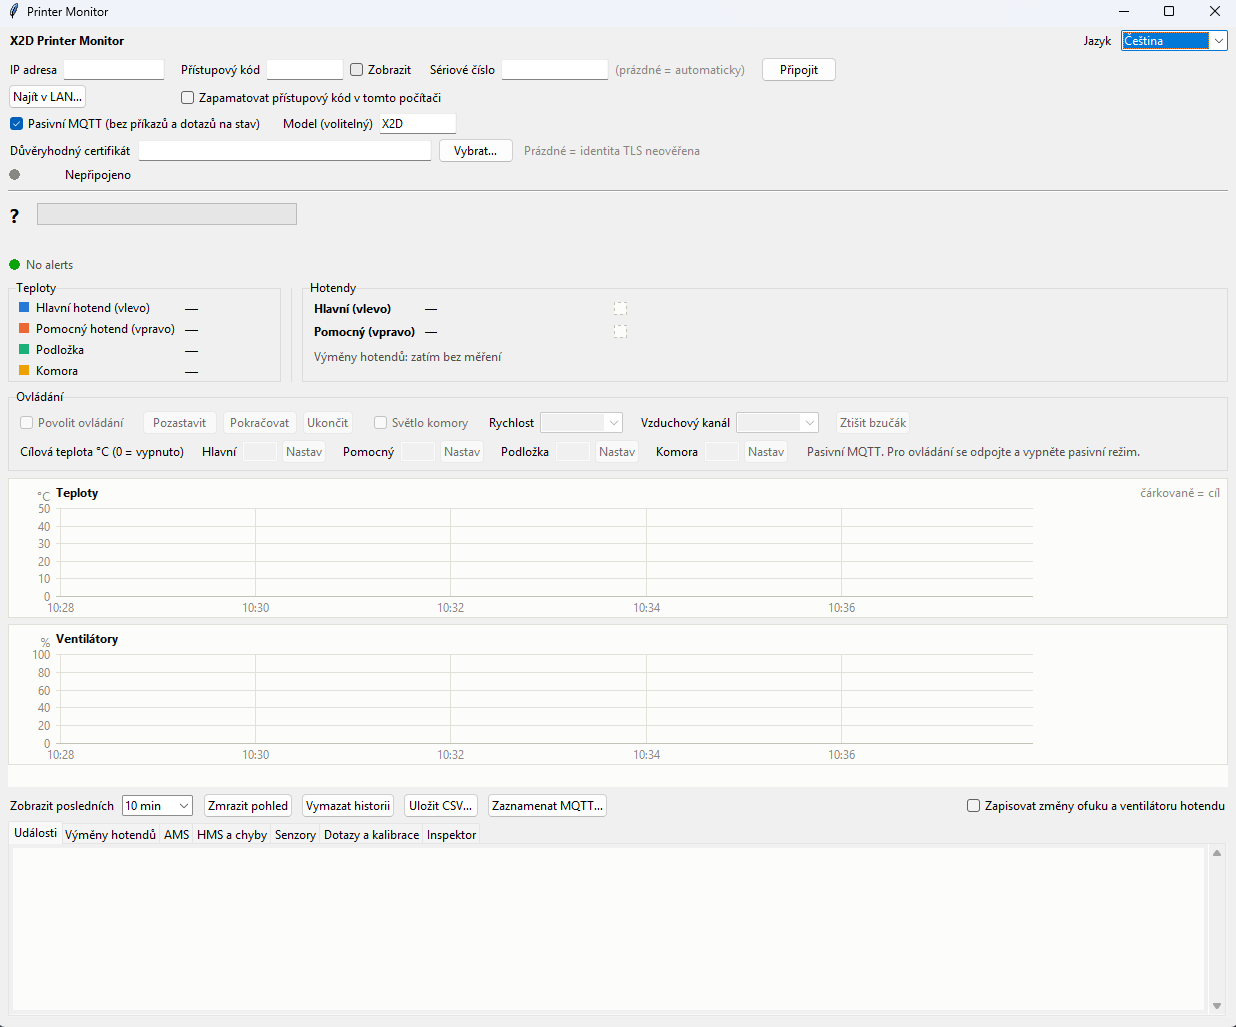 Printer Monitor
X2D Printer Monitor
Jazyk Čeština
IP adresa Přístupový kód Zobrazit Sériové číslo (prázdné = automaticky) Připojit
Najít v LAN... Zapamatovat přístupový kód v tomto počítači
Pasivní MQTT (bez příkazů a dotazů na stav) Model (volitelný) X2D
Důvěryhodný certifikát Vybrat... Prázdné = identita TLS neověřena
Nepřipojeno
?
No alerts
Teploty
Hlavní hotend (vlevo) —
Pomocný hotend (vpravo) —
Podložka —
Komora —
Hotendy
Hlavní (vlevo) —
Pomocný (vpravo) —
Výměny hotendů: zatím bez měření
Ovládání
Povolit ovládání Pozastavit Pokračovat Ukončit Světlo komory Rychlost Vzduchový kanál Ztišit bzučák
Cílová teplota °C (0 = vypnuto) Hlavní Nastav Pomocný Nastav Podložka Nastav Komora Nastav Pasivní MQTT. Pro ovládání se odpojte a vypněte pasivní režim.
°C Teploty čárkovaně = cíl
50
40
30
20
10
0
10:28 10:30 10:32 10:34 10:36
% Ventilátory
100
80
60
40
20
0
10:28 10:30 10:32 10:34 10:36
Zobrazit posledních 10 min Zmrazit pohled Vymazat historii Uložit CSV... Zaznamenat MQTT... Zapisovat změny ofuku a ventilátoru hotendu
Události Výměny hotendů AMS HMS a chyby Senzory Dotazy a kalibrace Inspektor